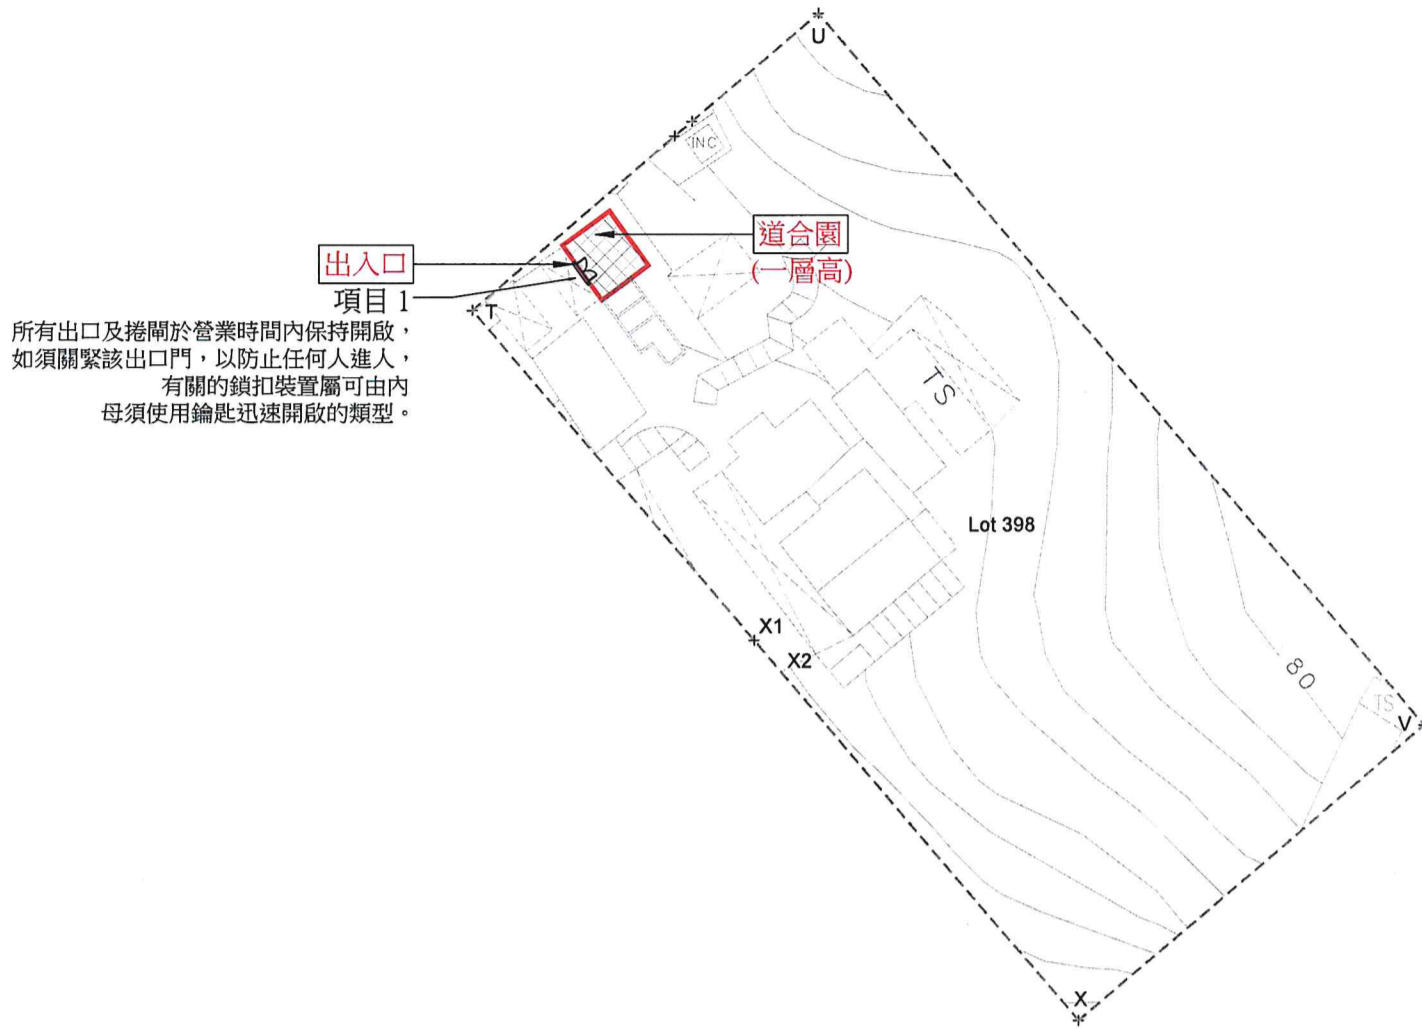 U
INC
道合園
(一層高)
出入口
項目 1
T
所有出口及捲閘於營業時間內保持開啟，
如須關緊該出口門，以防止任何人進人，
有關的鎖扣裝置屬可由內
母須使用鑰匙迅速開啟的類型。
TS
Lot 398
X1
X2
80
TS
V
X